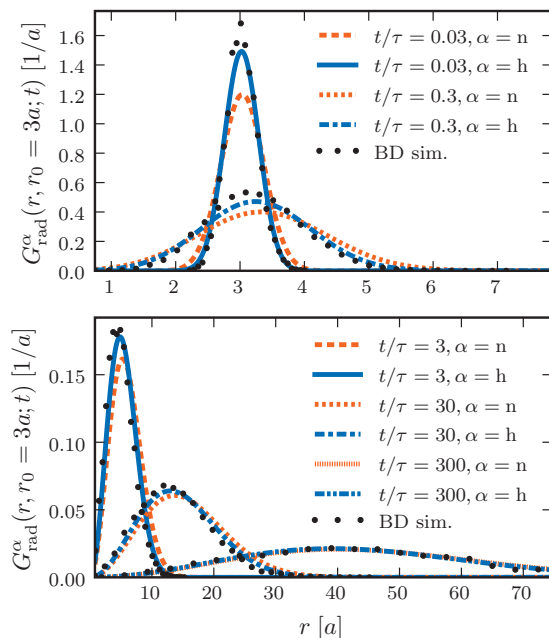 G^α_rad(r, r₀ = 3a; t) [1/a]
1.6
1.4
1.2
1.0
0.8
0.6
0.4
0.2
0.0
t/τ = 0.03, α = n
t/τ = 0.03, α = h
t/τ = 0.3, α = n
t/τ = 0.3, α = h
BD sim.
1 2 3 4 5 6 7
G^α_rad(r, r₀ = 3a; t) [1/a]
0.15
0.10
0.05
0.00
t/τ = 3, α = n
t/τ = 3, α = h
t/τ = 30, α = n
t/τ = 30, α = h
t/τ = 300, α = n
t/τ = 300, α = h
BD sim.
10 20 30 40 50 60 70
r [a]